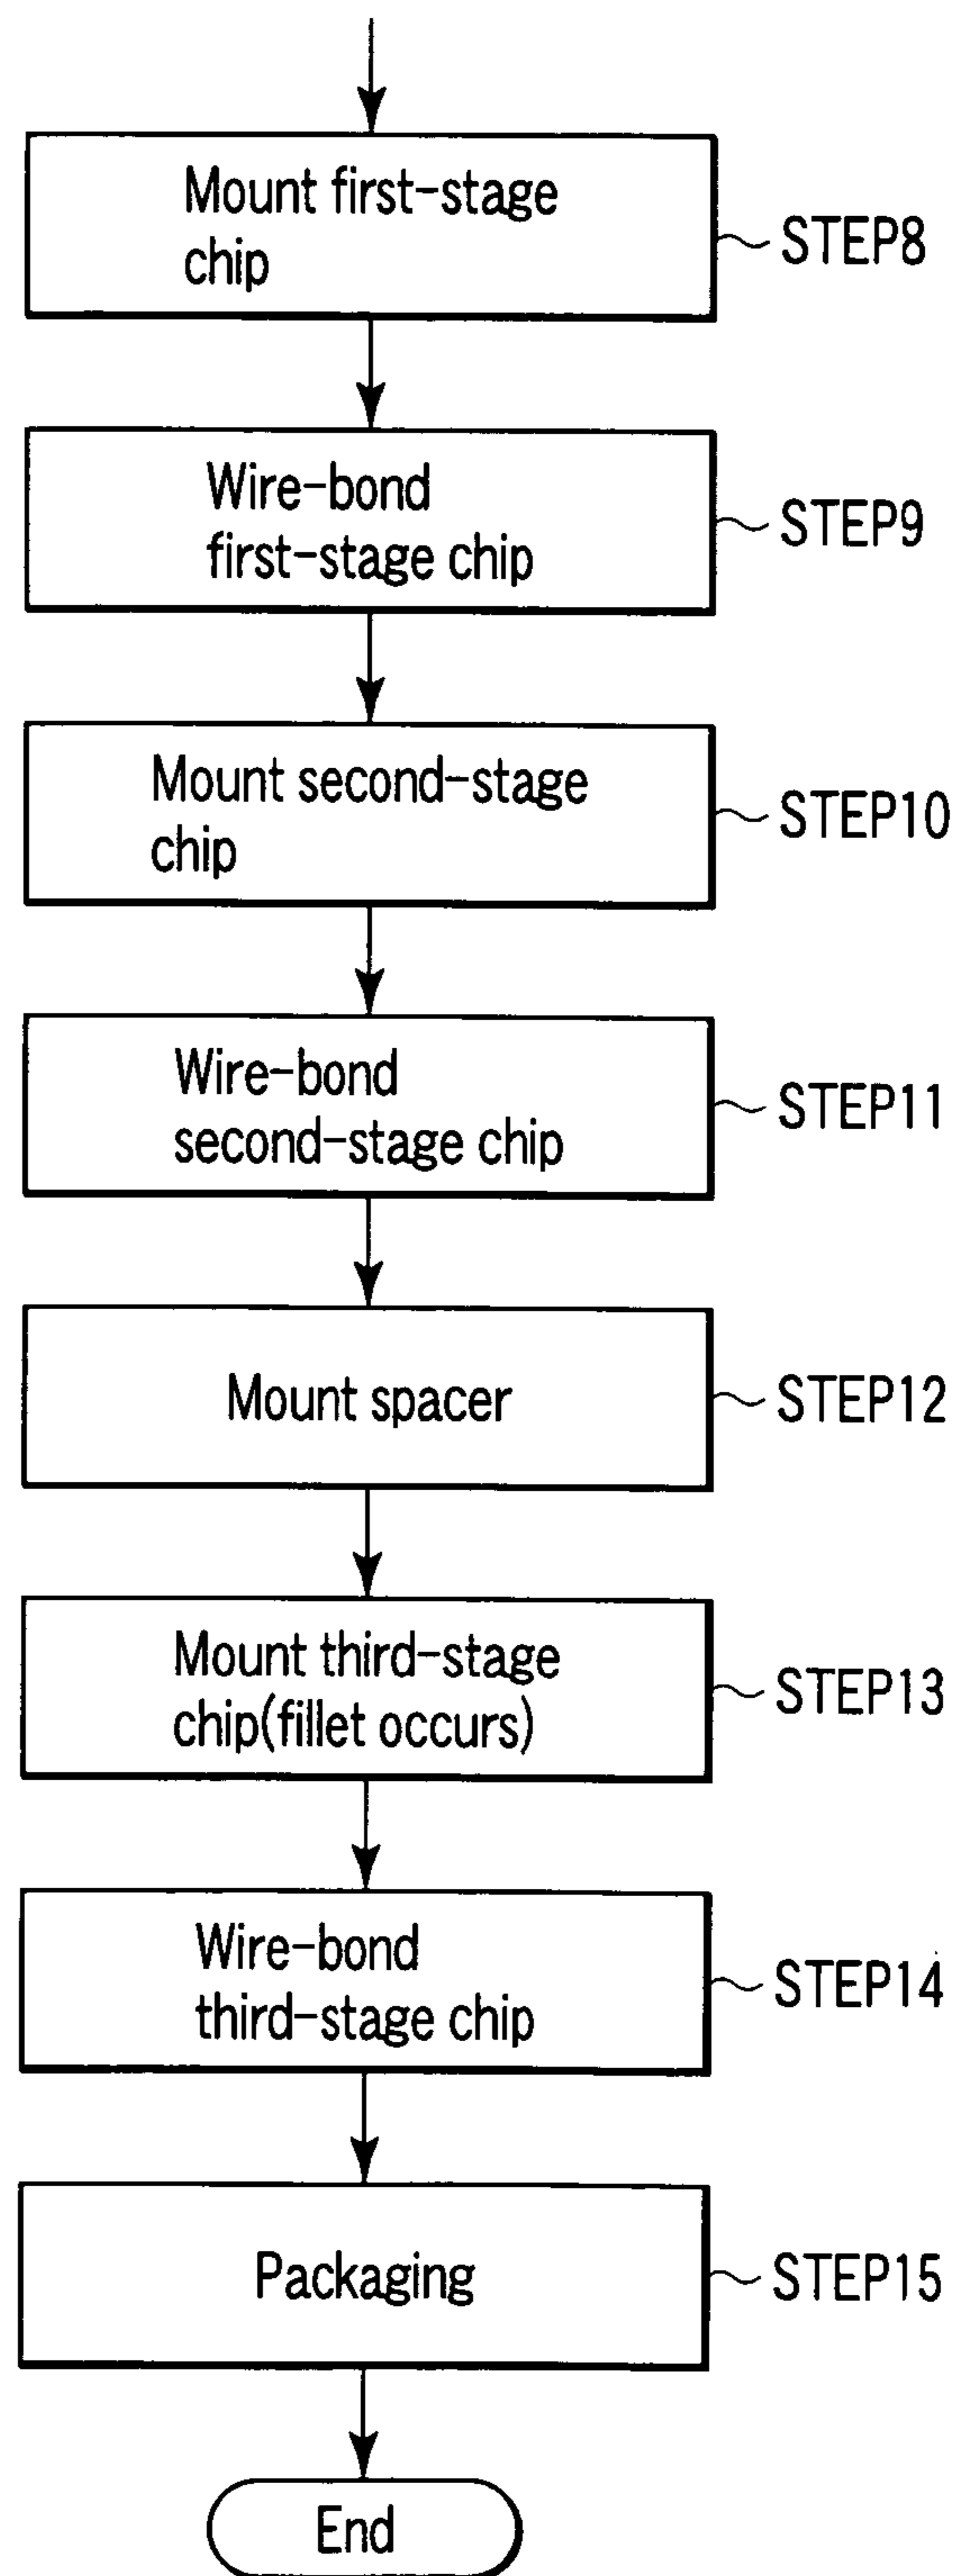 Mount first-stage
chip
STEP8
Wire-bond
first-stage chip
STEP9
Mount second-stage
chip
STEP10
Wire-bond
second-stage chip
STEP11
Mount spacer
STEP12
Mount third-stage
chip(fillet occurs)
STEP13
Wire-bond
third-stage chip
STEP14
Packaging
STEP15
End